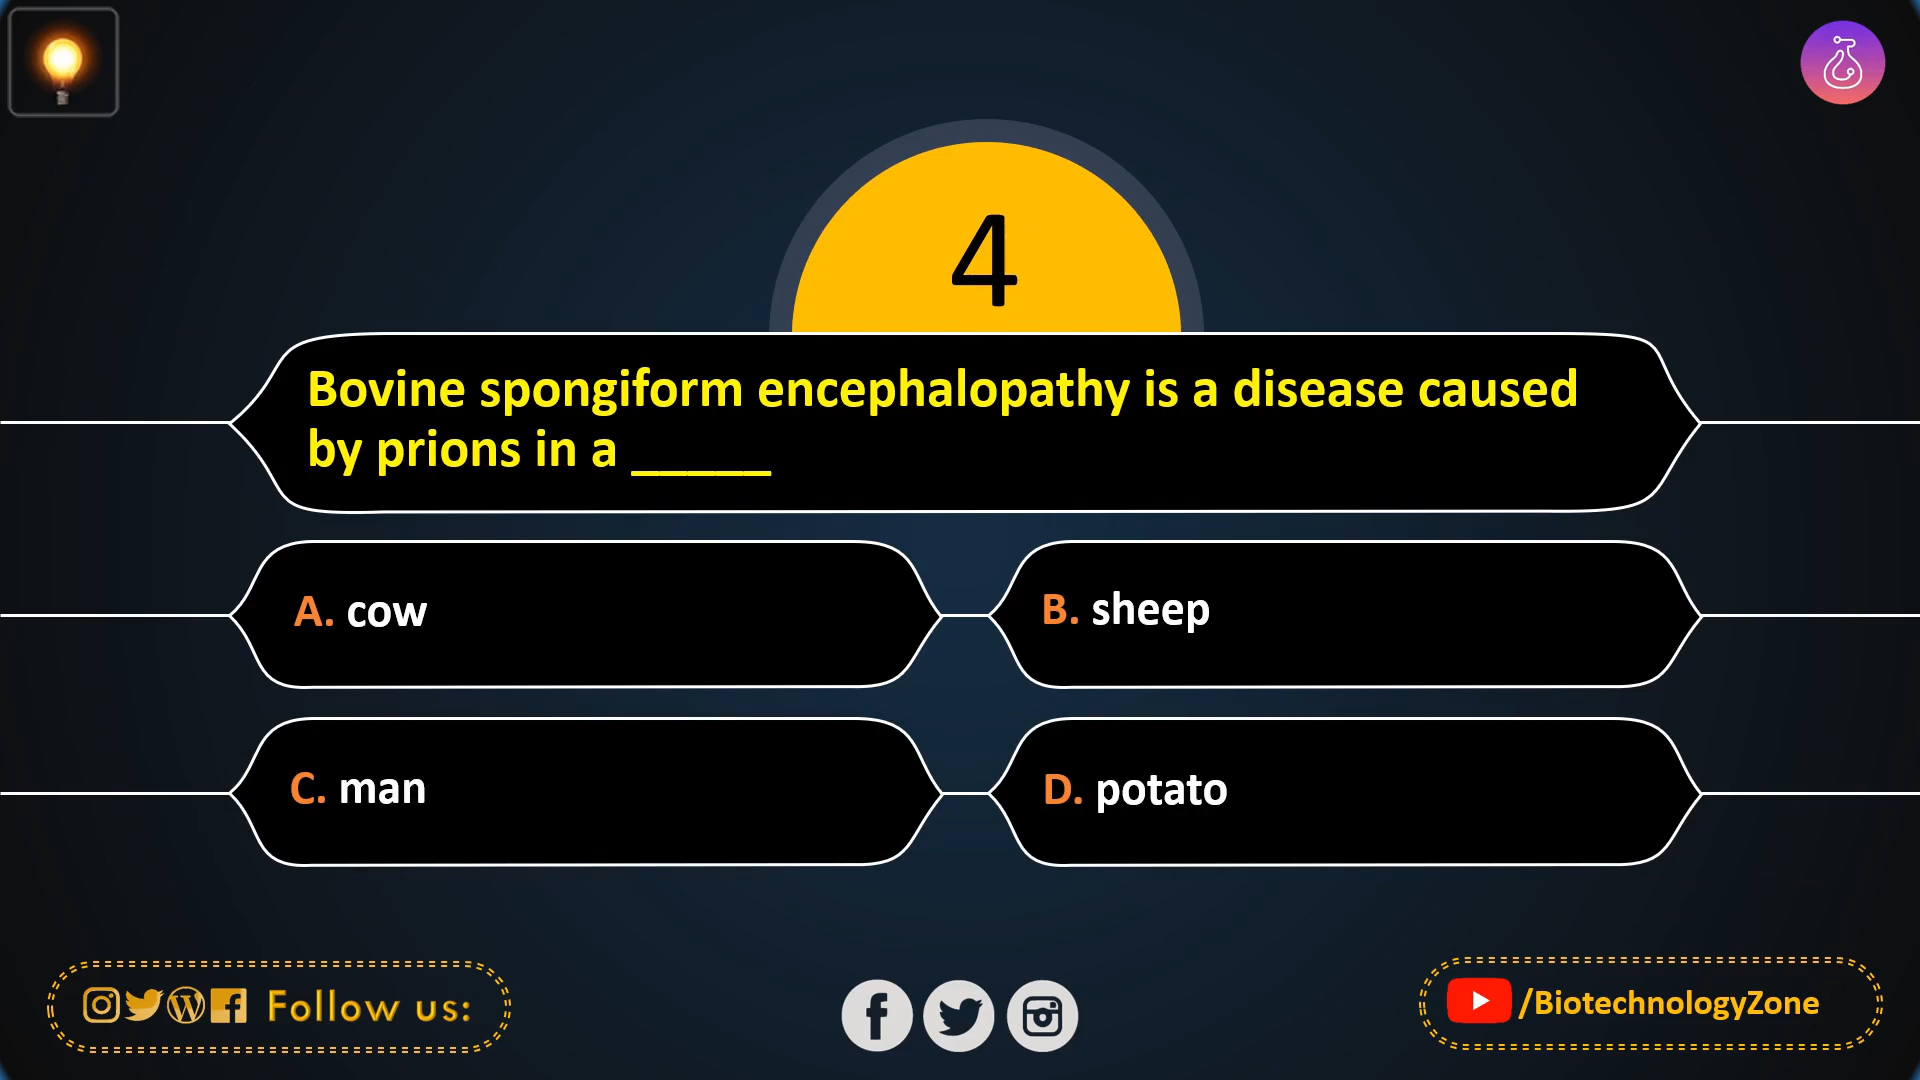 4
Bovine spongiform encephalopathy is a disease caused
by prions in a _____
A. cow
B. sheep
C. man
D. potato
Follow us:
/BiotechnologyZone